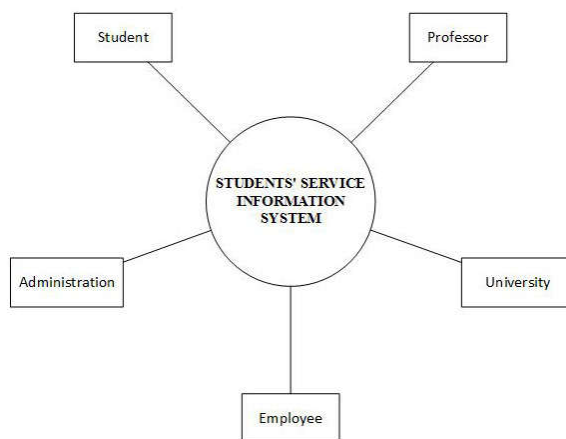 Student
Professor
STUDENTS' SERVICE
INFORMATION
SYSTEM
Administration
University
Employee